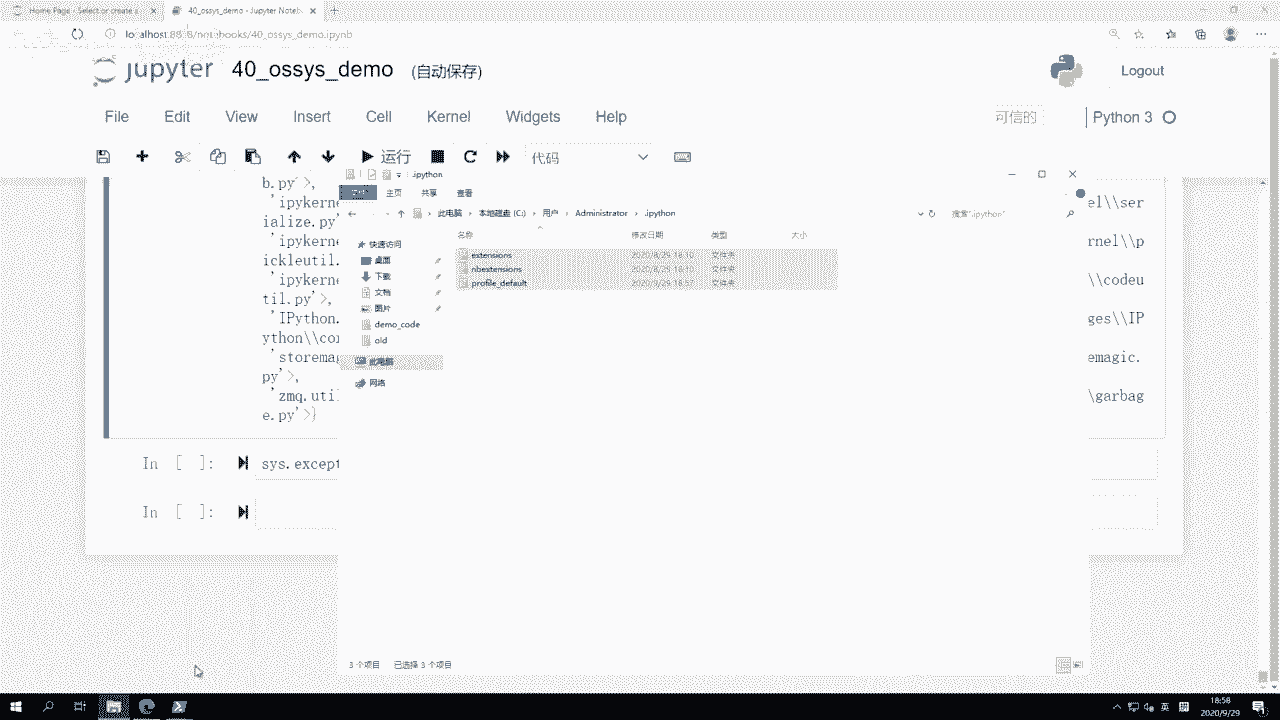 Home Page - Select or create a
40_ossys_demo - Jupyter Noteb
localhost:8888/notebooks/40_ossys_demo.ipynb
jupyter 40_ossys_demo (自动保存)
Logout
File Edit View Insert Cell Kernel Widgets Help
可信的 Python 3
运行 代码
.ipython
主页 共享 查看
此电脑 本地磁盘 (C:) 用户 Administrator .ipython
搜索".ipython"
名称 修改日期 类型 大小
快速访问
桌面
下载
文档
图片
demo_code
old
此电脑
网络
extensions 2020/9/29 18:10 文件夹
nbextensions 2020/9/29 18:10 文件夹
profile_default 2020/9/29 18:57 文件夹
3 个项目 已选择 3 个项目
b.py'>,
'ipykerne el\\ser
ialize.py
'ipykerne rnel\\p
ickleutil.
'ipykerne \\codeu
til.py'>,
'IPython. ges\\IP
ython\\cor
'storema emagic.
py'>,
'zmq.uti \\garbag
e.py'>}
In [ ]: sys.except
In [ ]:
英
18:58
2020/9/29